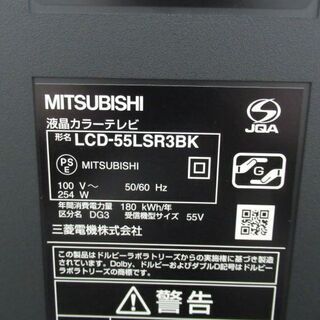 MITSUBISHI
JQA
液晶カラーテレビ
形名 LCD-55LSR3BK
PS E MITSUBISHI
G
100 V～ 50/60 Hz
254 W
年間消費電力量 180 kWh/年
区分名 DG3 受信機型サイズ 55V
三菱電機株式会社
この製品はドルビーラボラトリーズからの実施権に基づき製造
されています。Dolby、ドルビーおよびダブルD記号はドルビー
ラボラトリーズの商標です。
警告